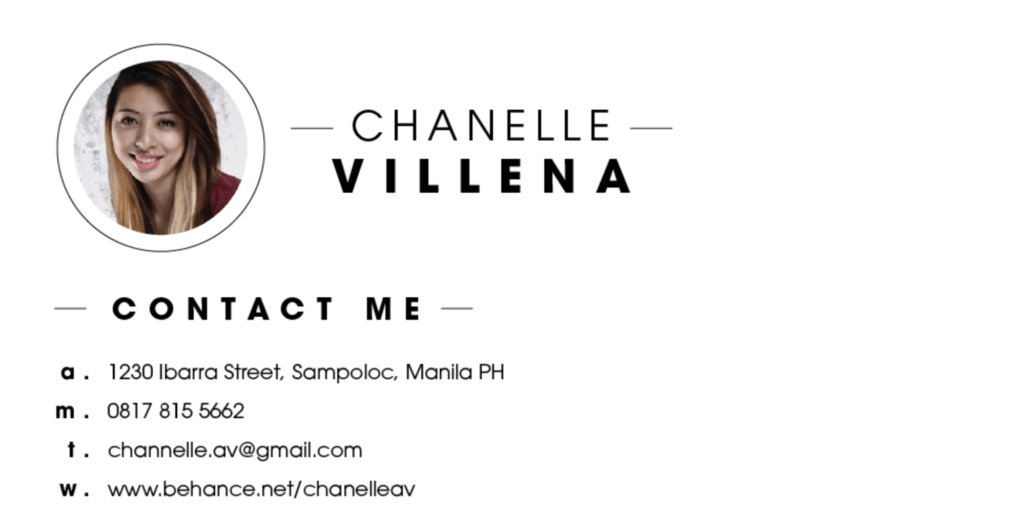 CHANELLE
VILLENA
CONTACT ME
a . 1230 Ibarra Street, Sampoloc, Manila PH
m . 0817 815 5662
t . channelle.av@gmail.com
w . www.behance.net/chanelleav